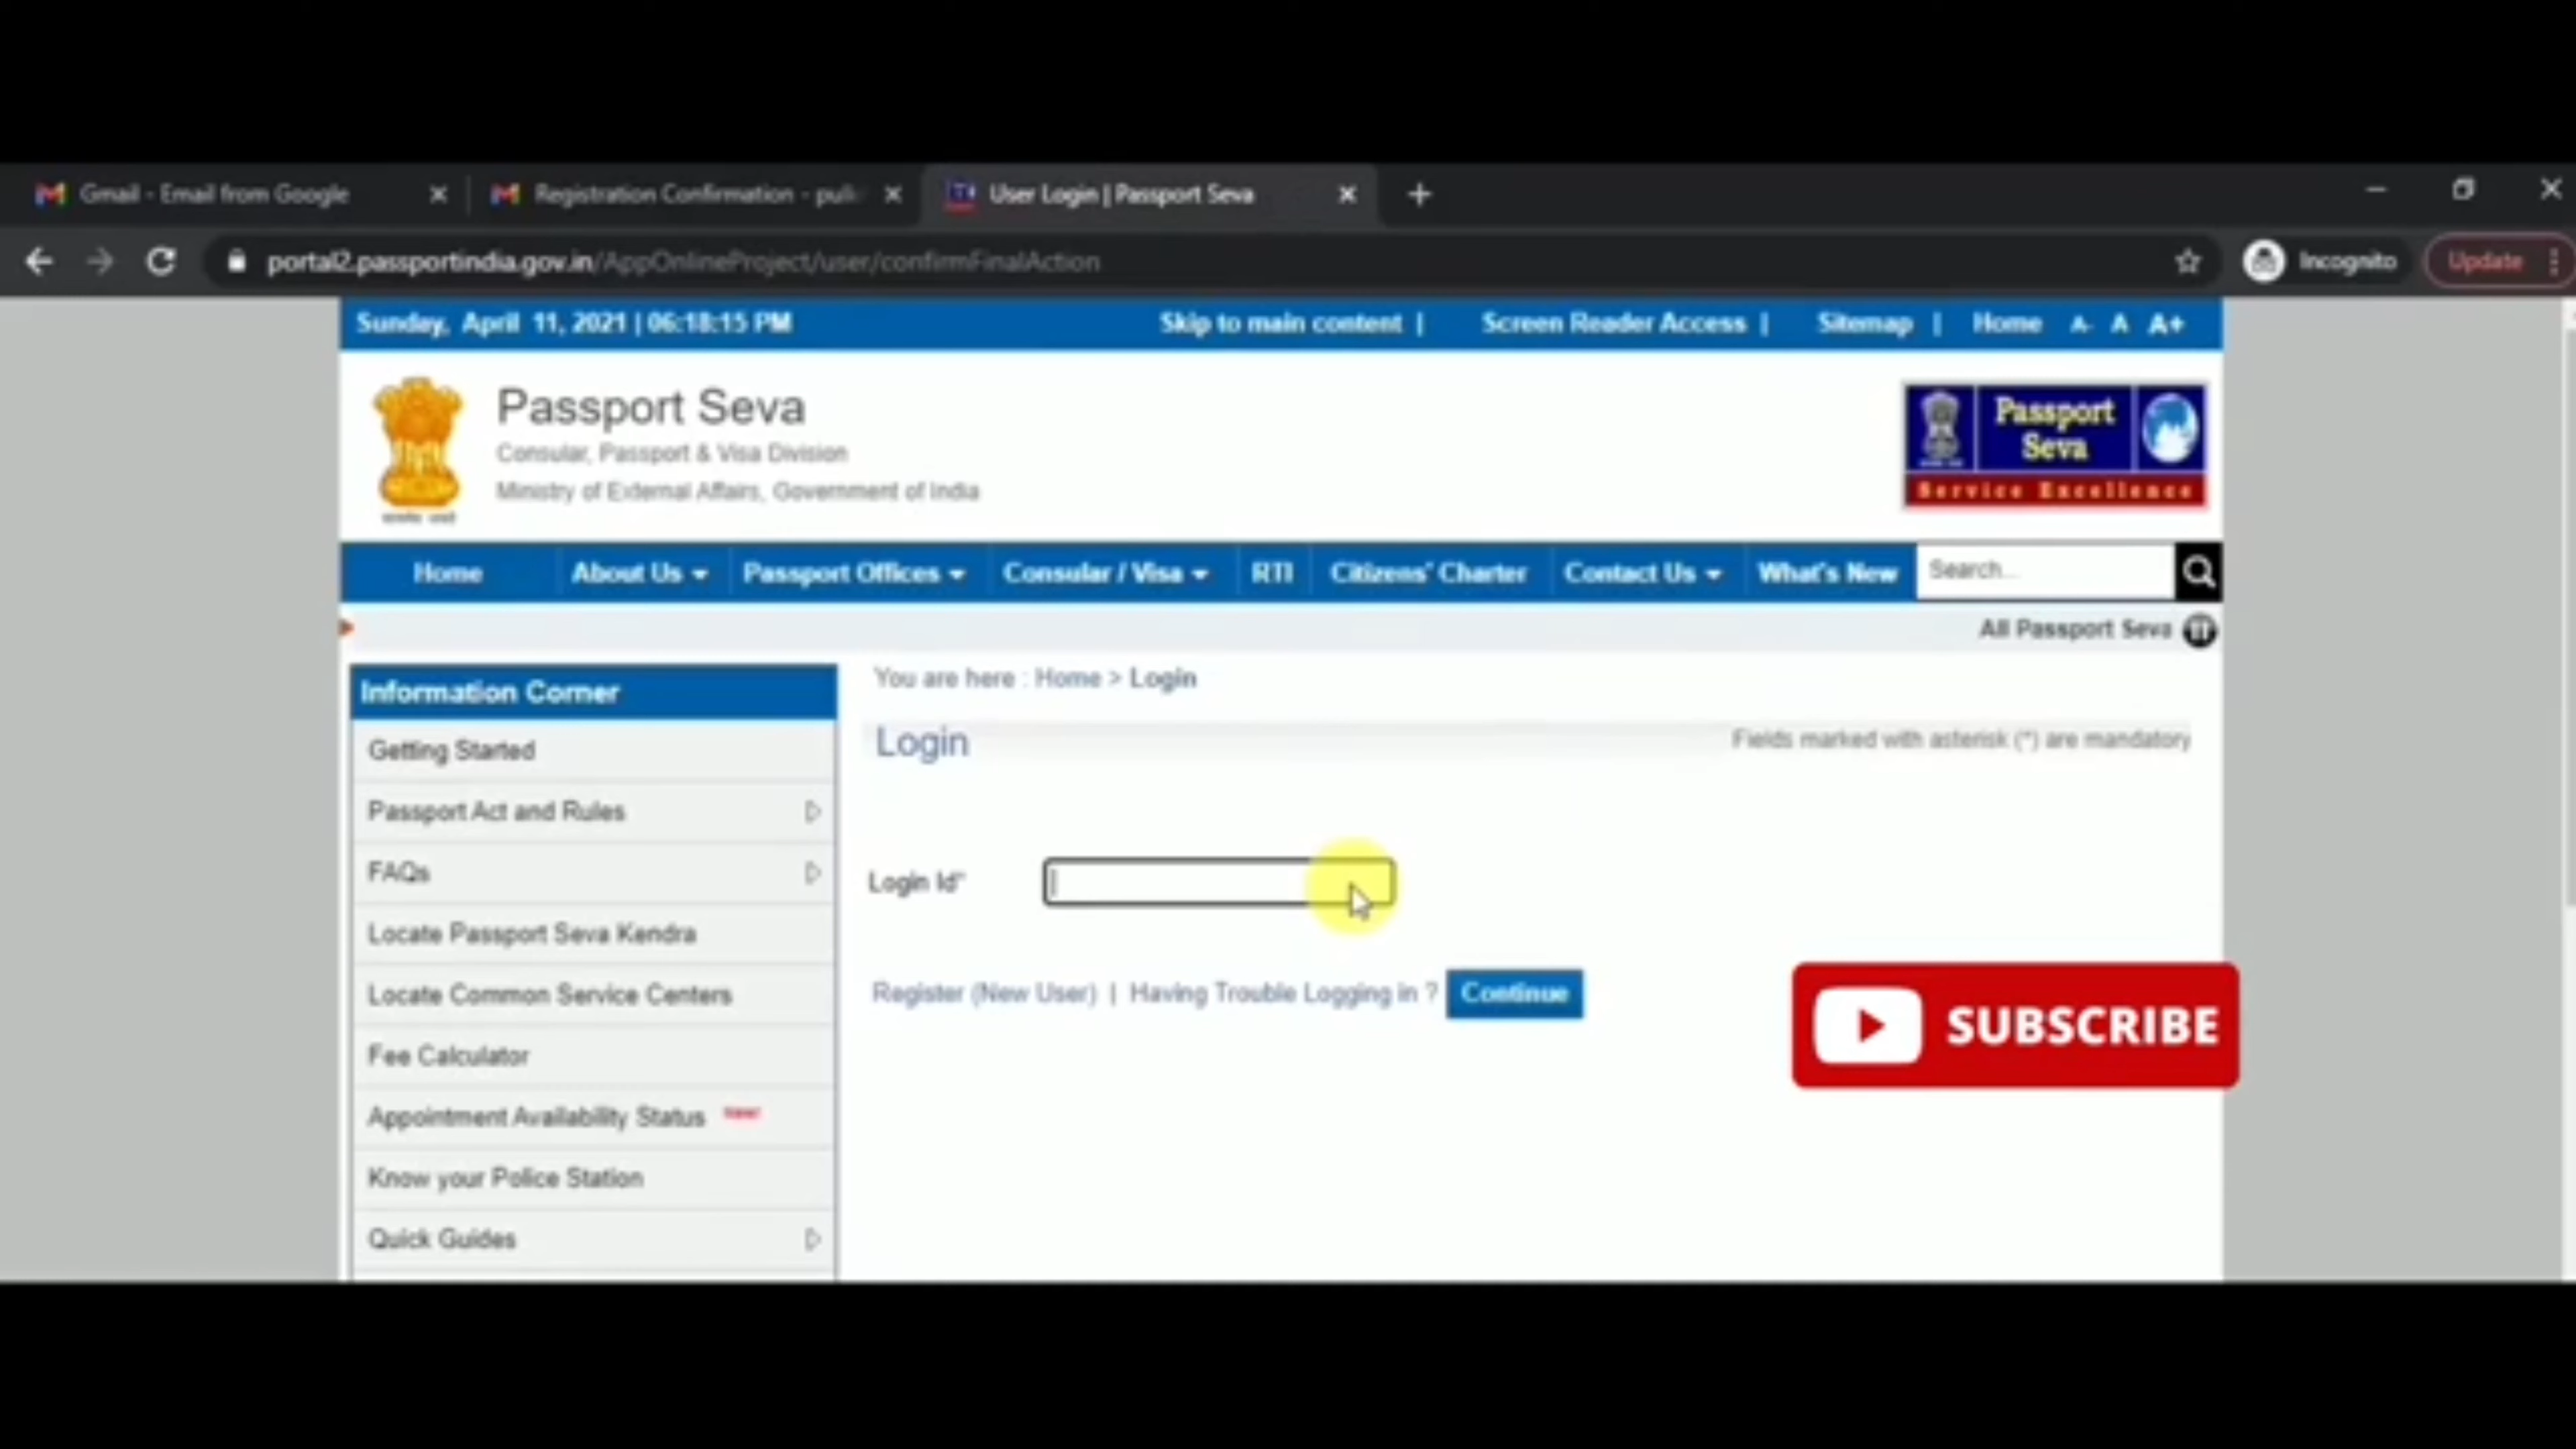 Gmail - Email from Google
Registration Confirmation - pulk
User Login | Passport Seva
portal2.passportindia.gov.in/AppOnlineProject/user/confirmFinalAction
Incognito
Update
Sunday, April 11, 2021 | 06:18:15 PM
Skip to main content | Screen Reader Access | Sitemap | Home A- A A+
Passport Seva
Consular, Passport & Visa Division
Ministry of External Affairs, Government of India
Passport
Seva
Service Excellence
Home
About Us
Passport Offices
Consular / Visa
RTI
Citizens' Charter
Contact Us
What's New
Search...
All Passport Seva
Information Corner
Getting Started
Passport Act and Rules
FAQs
Locate Passport Seva Kendra
Locate Common Service Centers
Fee Calculator
Appointment Availability Status New!
Know your Police Station
Quick Guides
You are here : Home > Login
Login
Fields marked with asterisk (*) are mandatory
Login Id*
Register (New User) | Having Trouble Logging in ? Continue
SUBSCRIBE